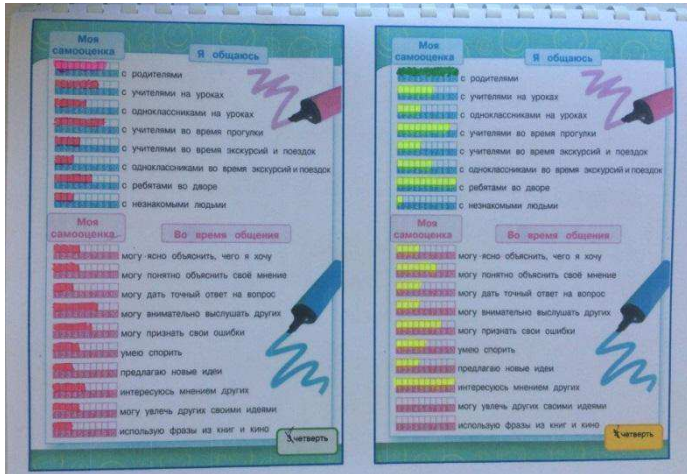 Моя
самооценка
Я общаюсь
с родителями
с учителями на уроках
с одноклассниками на уроках
с учителями во время прогулки
с учителями во время экскурсий и поездок
с одноклассниками во время экскурсий и поездок
с ребятами во дворе
с незнакомыми людьми
Моя
самооценка
Во время общения
могу ясно объяснить, чего я хочу
могу понятно объяснить своё мнение
могу дать точный ответ на вопрос
могу внимательно выслушать других
могу признать свои ошибки
умею спорить
предлагаю новые идеи
интересуюсь мнением других
могу увлечь других своими идеями
использую фразы из книг и кино
четверть
Моя
самооценка
Я общаюсь
с родителями
с учителями на уроках
с одноклассниками на уроках
с учителями во время прогулки
с учителями во время экскурсий и поездок
с одноклассниками во время экскурсий и поездок
с ребятами во дворе
с незнакомыми людьми
Моя
самооценка
Во время общения
могу ясно объяснить, чего я хочу
могу понятно объяснить своё мнение
могу дать точный ответ на вопрос
могу внимательно выслушать других
могу признать свои ошибки
умею спорить
предлагаю новые идеи
интересуюсь мнением других
могу увлечь других своими идеями
использую фразы из книг и кино
четверть